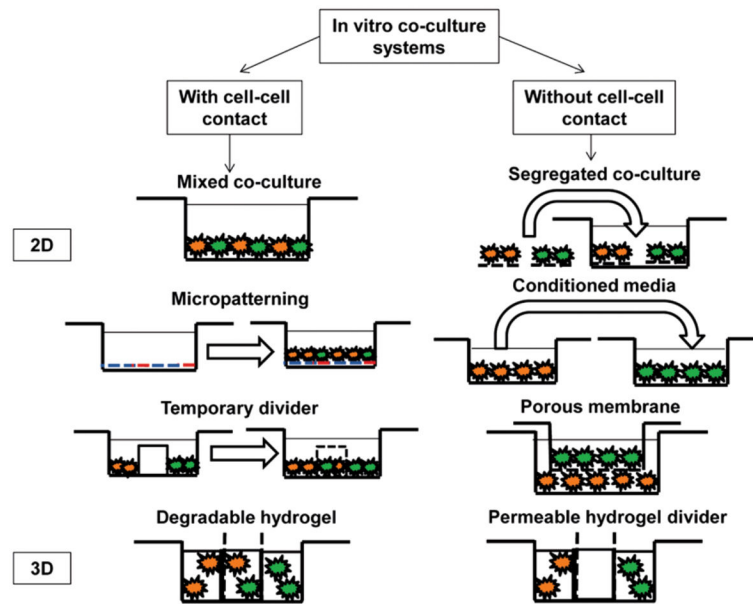 In vitro co-culture
systems
With cell-cell
contact
Without cell-cell
contact
Mixed co-culture
Segregated co-culture
2D
Micropatterning
Conditioned media
Temporary divider
Porous membrane
Degradable hydrogel
Permeable hydrogel divider
3D